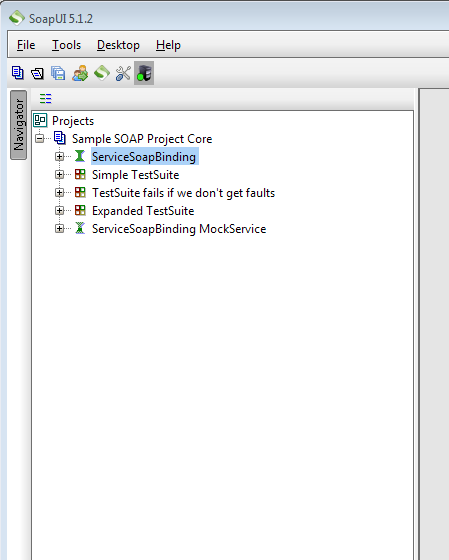 SoapUI 5.1.2
File Tools Desktop Help
Navigator
Projects
Sample SOAP Project Core
ServiceSoapBinding
Simple TestSuite
TestSuite fails if we don't get faults
Expanded TestSuite
ServiceSoapBinding MockService